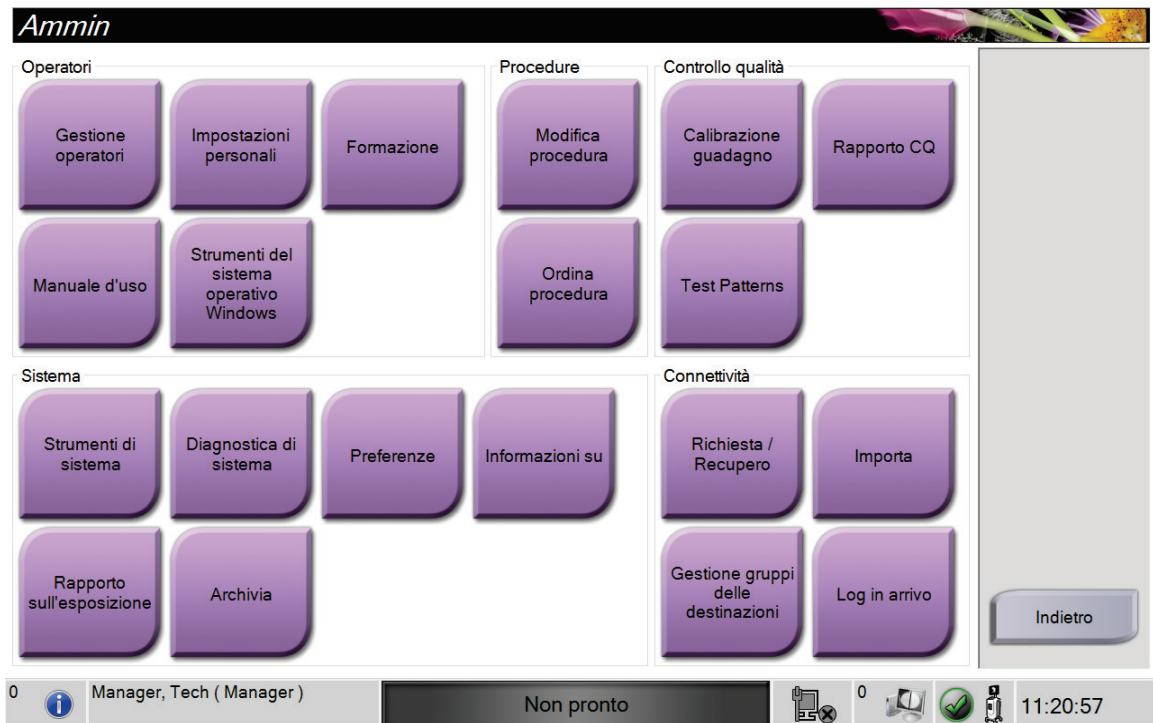 Ammin
Operatori
Gestione
operatori
Impostazioni
personali
Formazione
Manuale d'uso
Strumenti del
sistema
operativo
Windows
Procedure
Modifica
procedura
Ordina
procedura
Controllo qualità
Calibrazione
guadagno
Rapporto CQ
Test Patterns
Sistema
Strumenti di
sistema
Diagnostica di
sistema
Preferenze
Informazioni su
Rapporto
sull'esposizione
Archivia
Connettività
Richiesta /
Recupero
Importa
Gestione gruppi
delle
destinazioni
Log in arrivo
Indietro
0
Manager, Tech ( Manager )
Non pronto
0
11:20:57